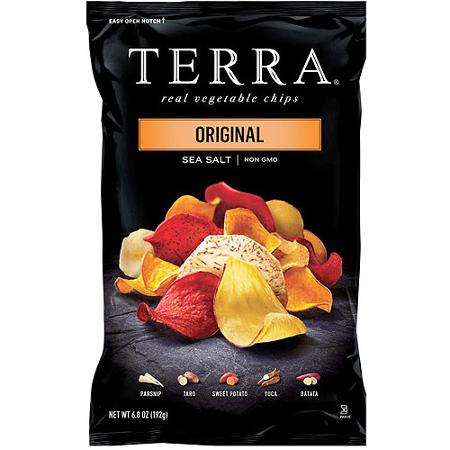 EASY OPEN NOTCH↑
TERRA®
real vegetable chips
ORIGINAL
SEA SALT | NON GMO
PARSNIP TARO SWEET POTATO YUCA BATATA
NET WT 6.8 OZ (192g)
PARVE